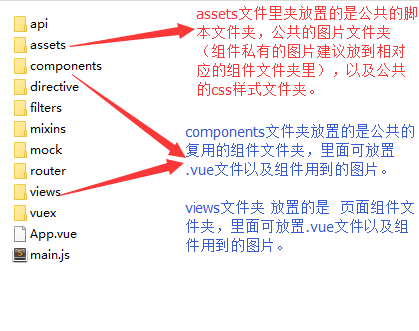 api
assets
components
directive
filters
mixins
mock
router
views
vuex
App.vue
main.js
assets文件里夹放置的是公共的脚
本文件夹，公共的图片文件夹
（组件私有的图片建议放到相对
应的组件文件夹里），以及公共
的css样式文件夹。
components文件夹放置的是公共的
复用的组件文件夹，里面可放置
.vue文件以及组件用到的图片。
views文件夹 放置的是 页面组件文
件夹，里面可放置.vue文件以及组
件用到的图片。